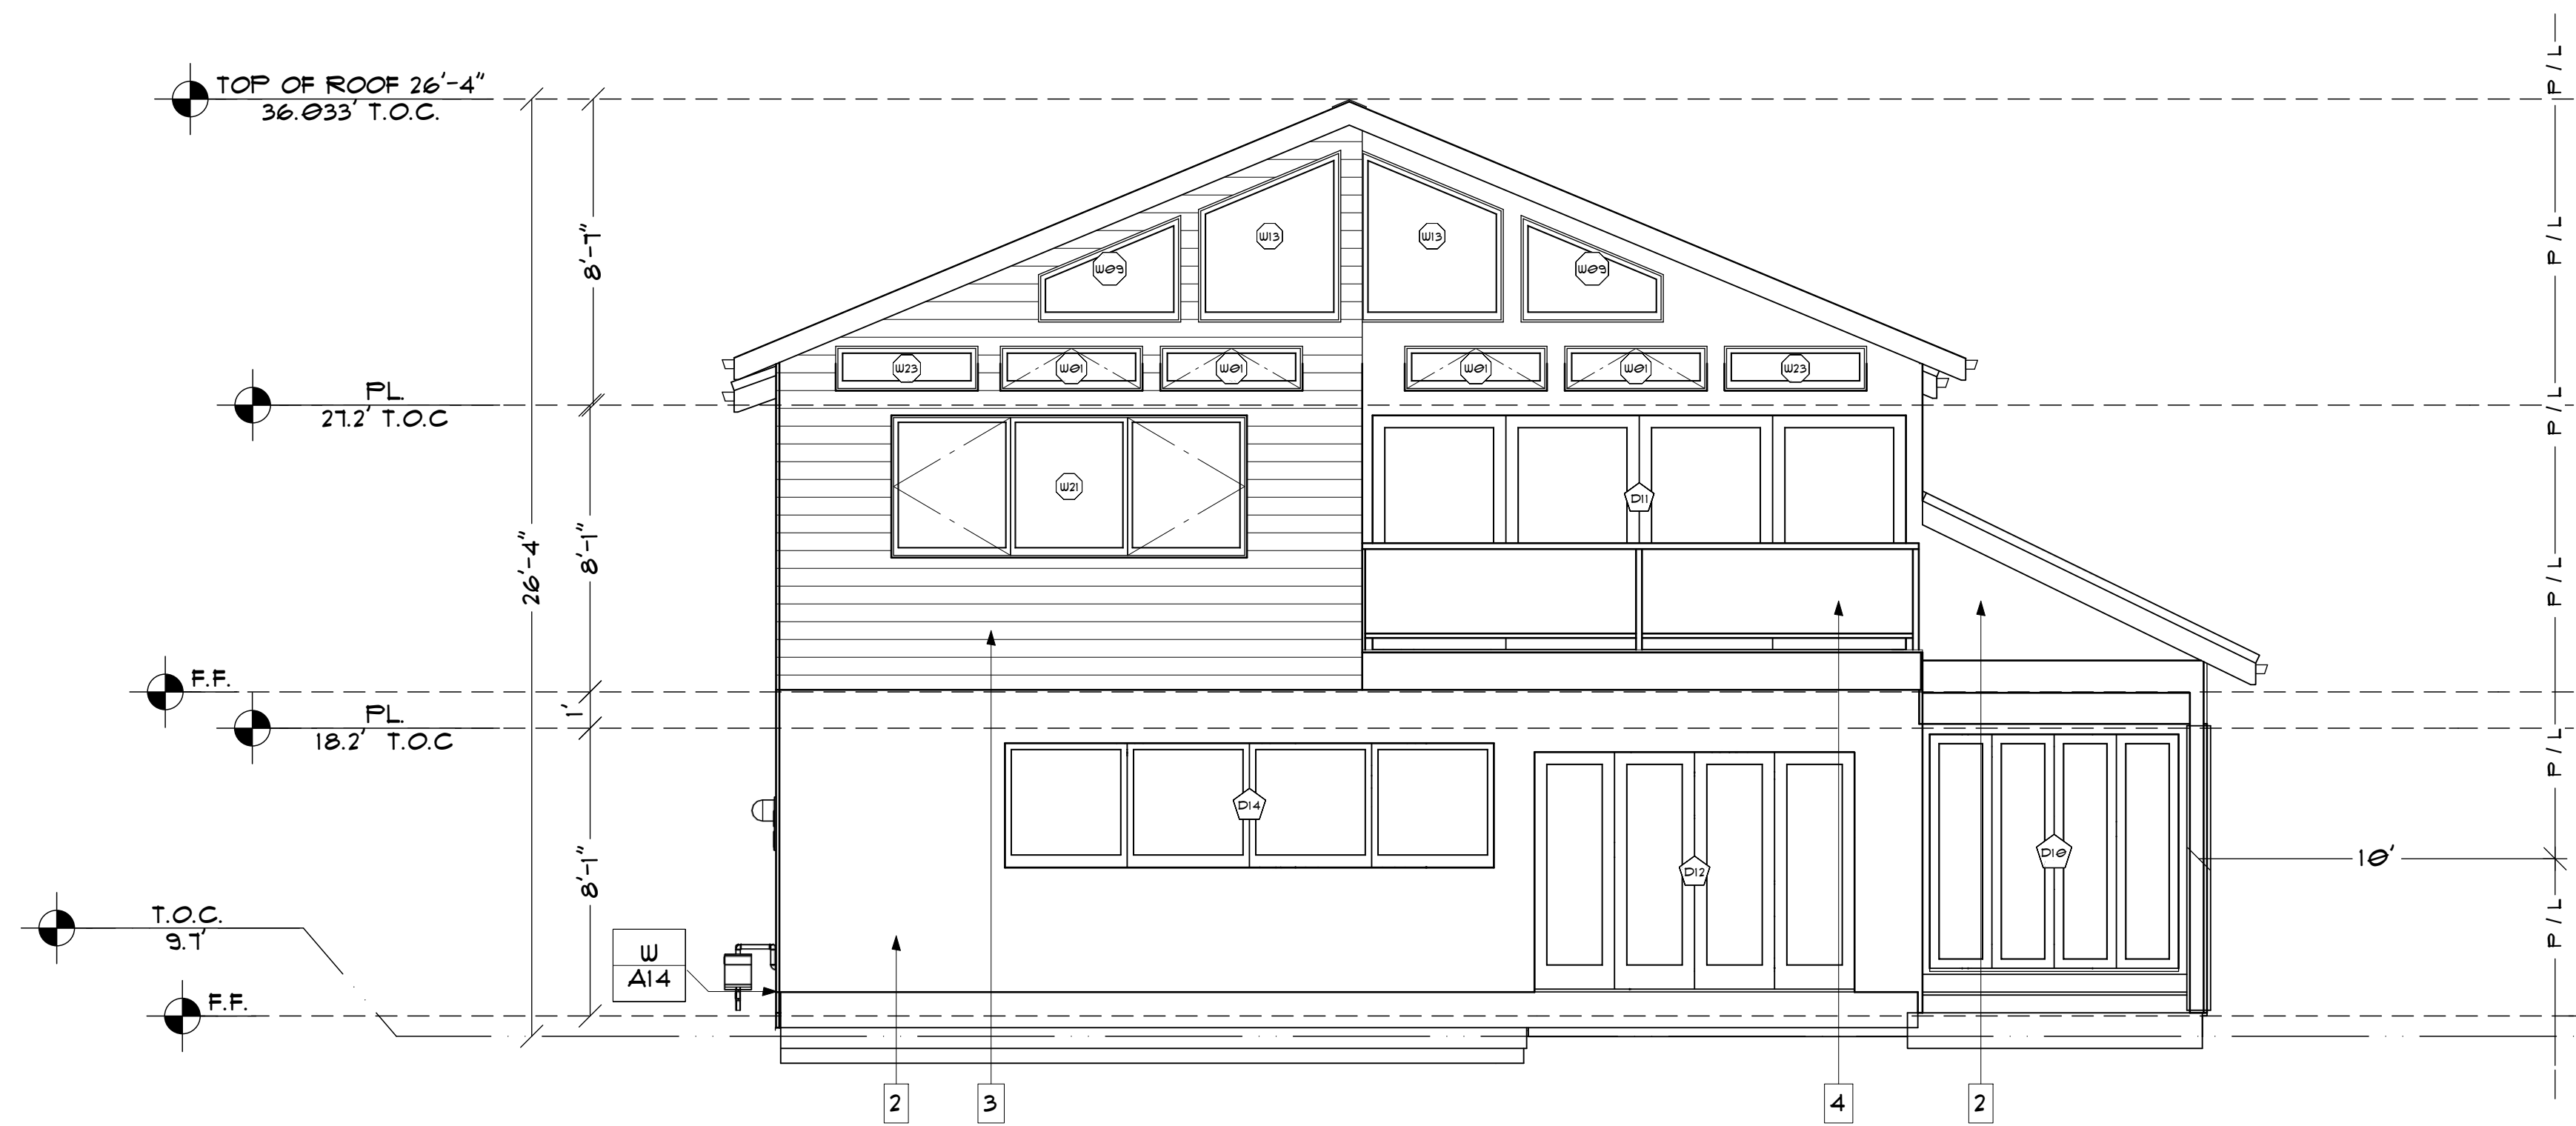 TOP OF ROOF 26'-4"
36.033' T.O.C.
P/L
P/L
8'-7"
W13
W13
W09
W09
W23
W01
W01
W01
W01
W23
PL.
27.2' T.O.C
P/L
W21
D11
26'-4"
8'-1"
P/L
F.F.
1'
PL.
18.2' T.O.C
P/L
D14
D12
D10
10'
8'-1"
T.O.C.
9.7'
P/L
W
A14
F.F.
2
3
4
2